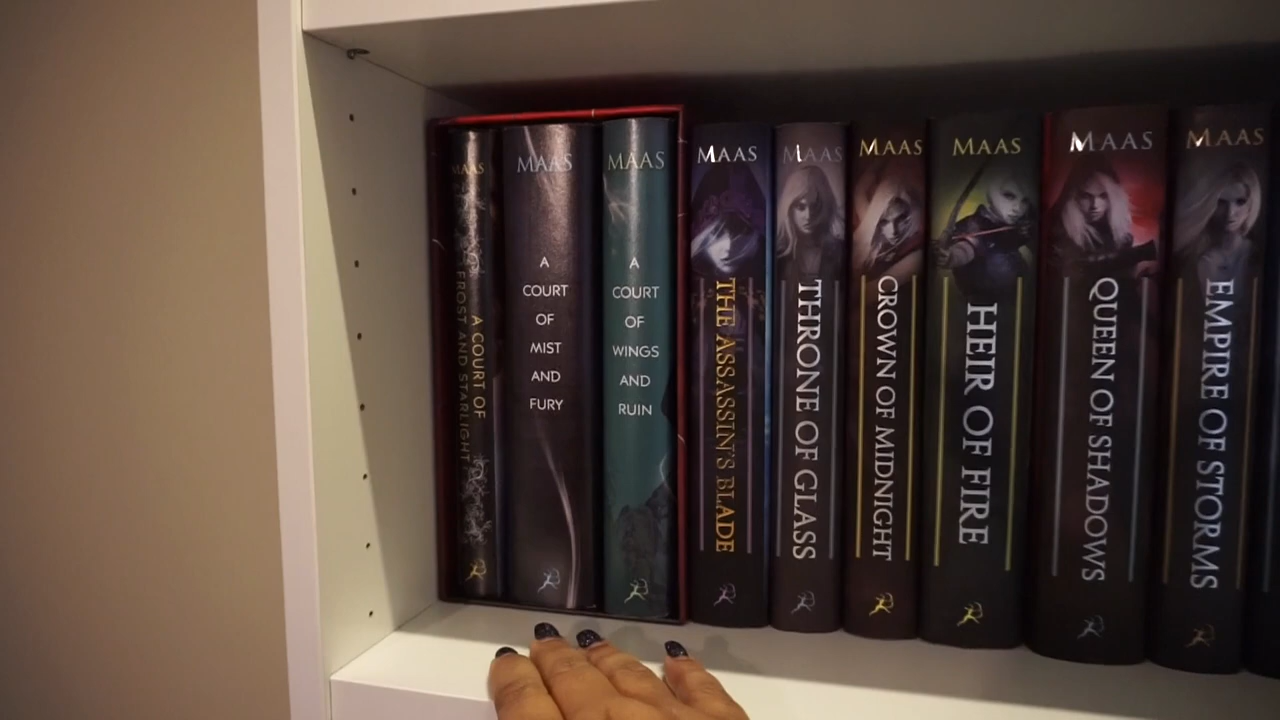 MAAS
A COURT OF
FROST AND STARLIGHT
MAAS
A
COURT
OF
MIST
AND
FURY
MAAS
A
COURT
OF
WINGS
AND
RUIN
MAAS
THE ASSASSIN'S BLADE
MAAS
THRONE OF GLASS
MAAS
CROWN OF MIDNIGHT
MAAS
HEIR OF FIRE
MAAS
QUEEN OF SHADOWS
MAAS
EMPIRE OF STORMS